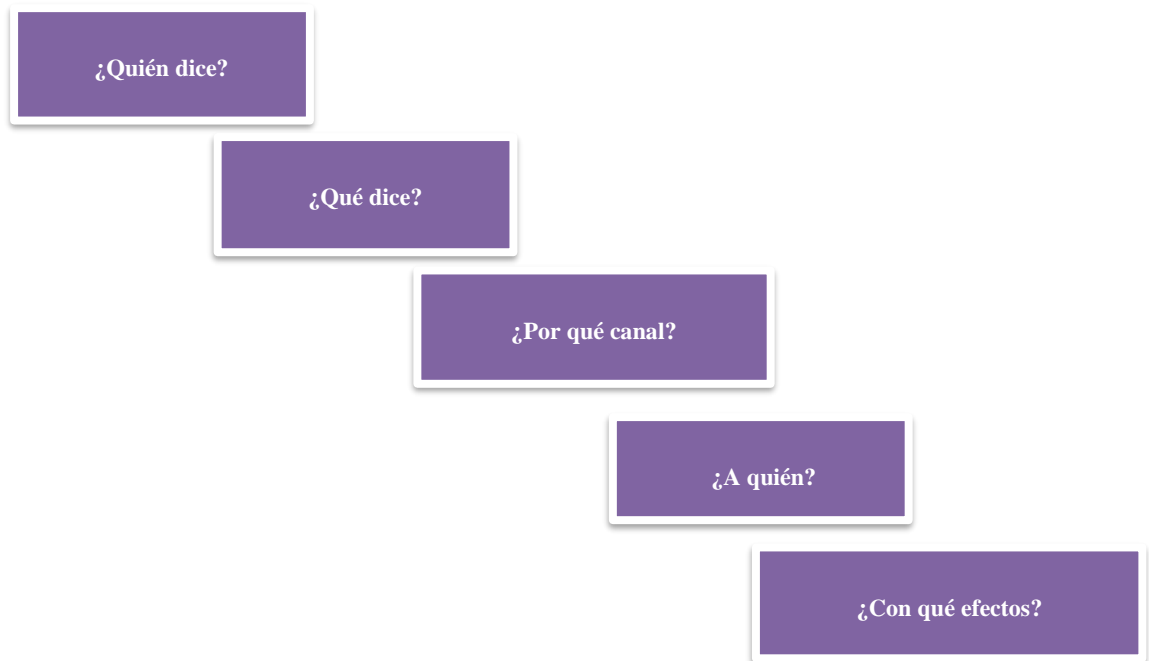 ¿Quién dice?
¿Qué dice?
¿Por qué canal?
¿A quién?
¿Con qué efectos?